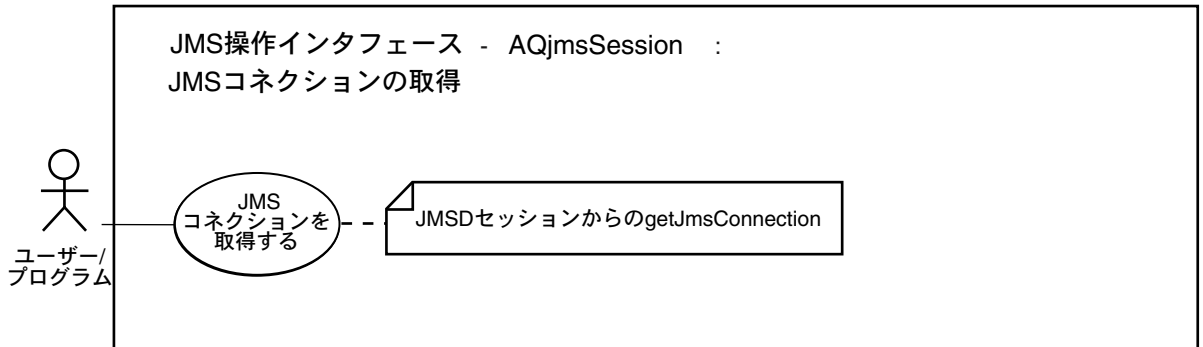 JMS操作インタフェース - AQjmsSession :
JMSコネクションの取得
JMS
コネクションを
取得する
JMSDセッションからのgetJmsConnection
ユーザー/
プログラム